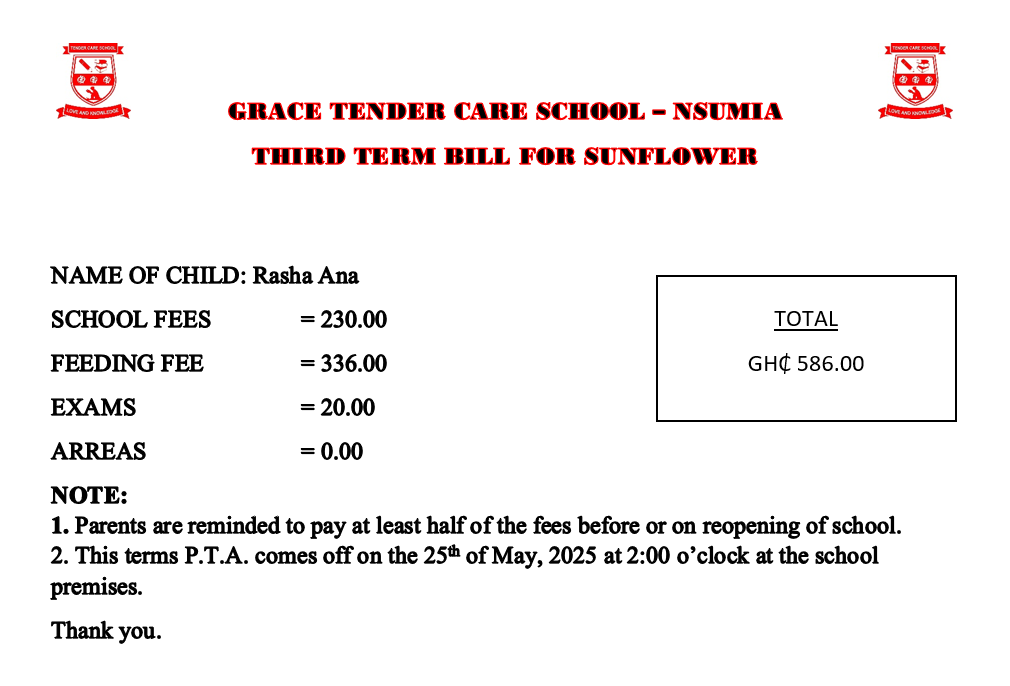 TENDER CARE SCHOOL
LOVE AND KNOWLEDGE
TENDER CARE SCHOOL
LOVE AND KNOWLEDGE
GRACE TENDER CARE SCHOOL – NSUMIA
THIRD TERM BILL FOR SUNFLOWER
NAME OF CHILD: Rasha Ana
SCHOOL FEES = 230.00
FEEDING FEE = 336.00
EXAMS = 20.00
ARREAS = 0.00
TOTAL
GH₵ 586.00
NOTE:
1. Parents are reminded to pay at least half of the fees before or on reopening of school.
2. This terms P.T.A. comes off on the 25th of May, 2025 at 2:00 o’clock at the school
premises.
Thank you.